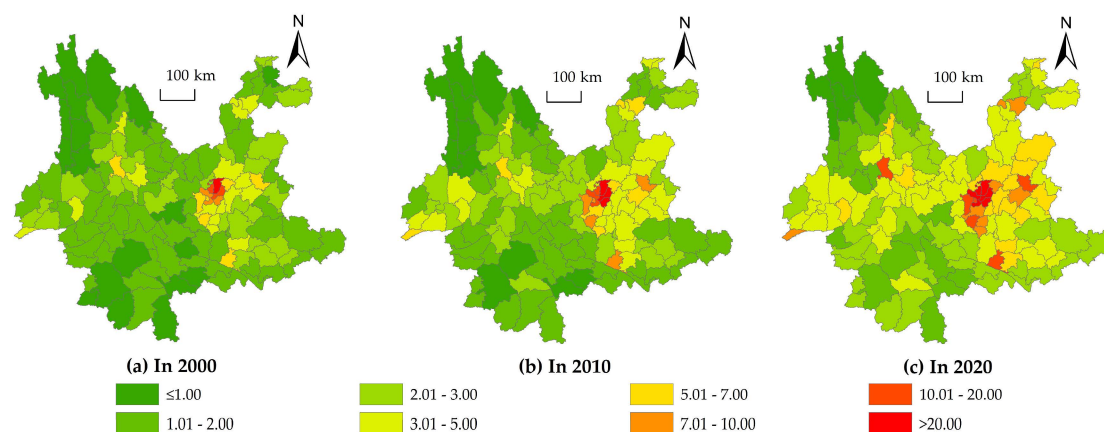 N
N
N
100 km
100 km
100 km
(a) In 2000
(b) In 2010
(c) In 2020
≤1.00
2.01 - 3.00
5.01 - 7.00
10.01 - 20.00
1.01 - 2.00
3.01 - 5.00
7.01 - 10.00
>20.00